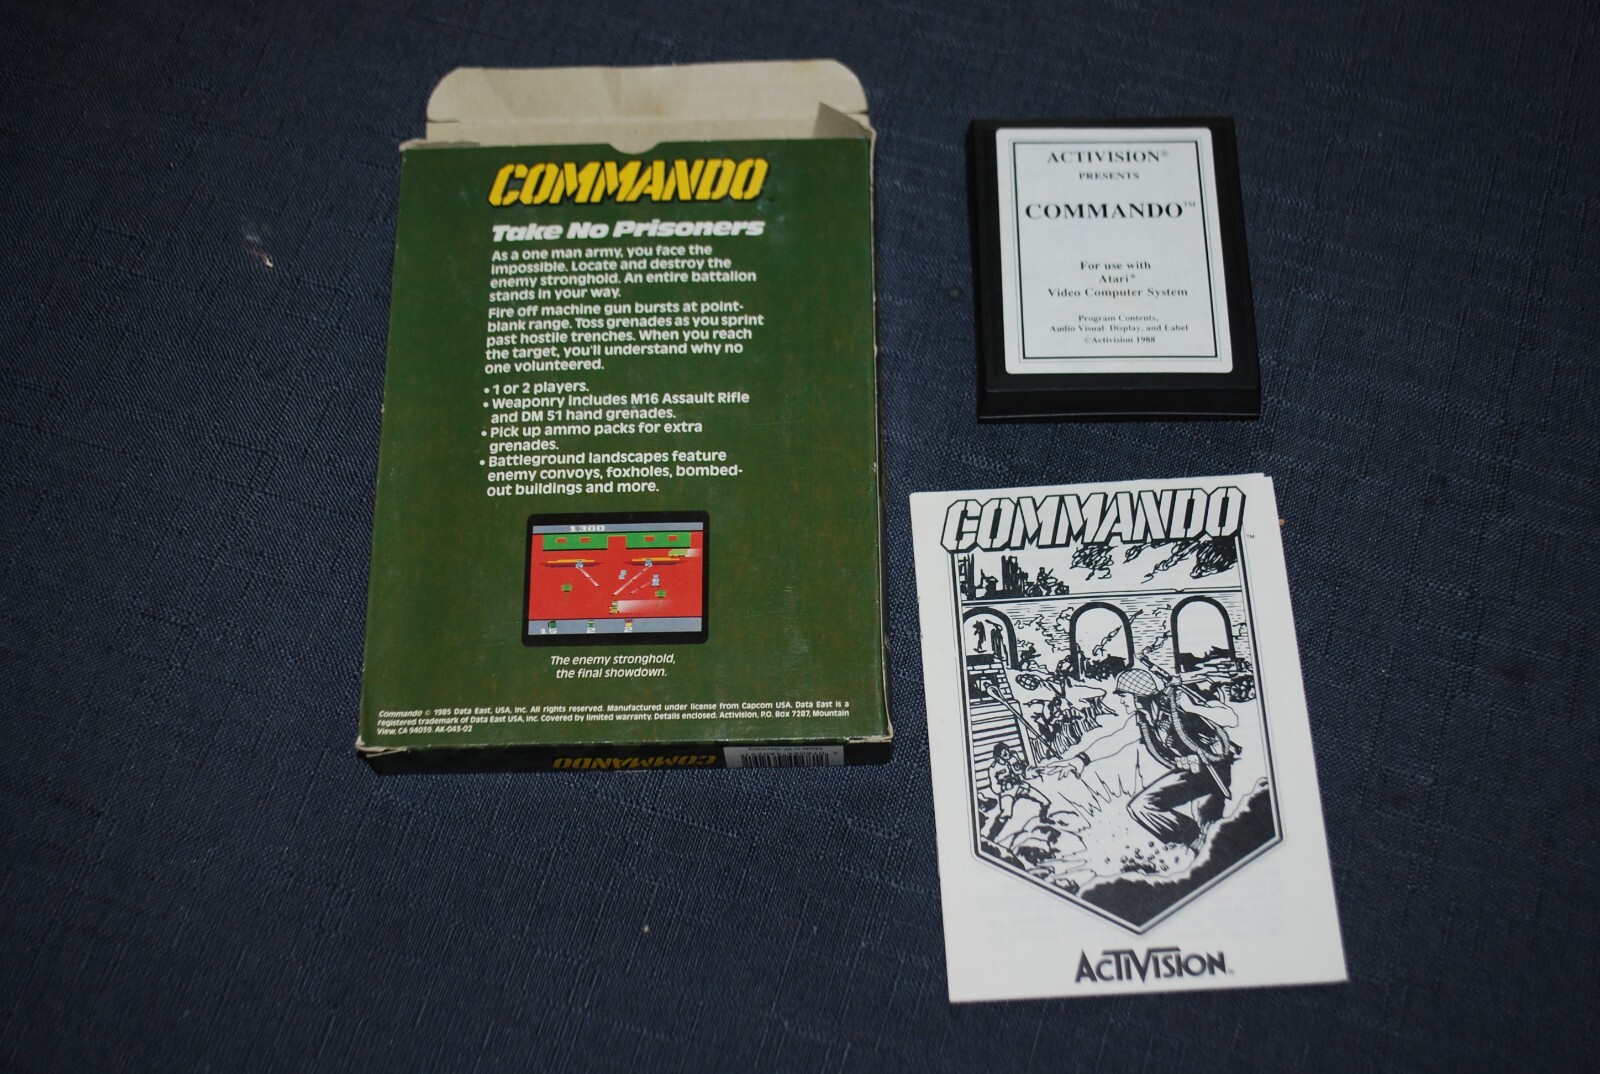 COMMANDO
Take No Prisoners
As a one man army, you face the
impossible. Locate and destroy the
enemy stronghold. An entire battalion
stands in your way.
Fire off machine gun bursts at point-
blank range. Toss grenades as you sprint
past hostile trenches. When you reach
the target, you'll understand why no
one volunteered.
• 1 or 2 players.
• Weaponry includes M16 Assault Rifle
and DM 51 hand grenades.
• Pick up ammo packs for extra
grenades.
• Battleground landscapes feature
enemy convoys, foxholes, bombed-
out buildings and more.
1300
The enemy stronghold,
the final showdown.
Commando © 1985 Data East, USA, Inc. All rights reserved. Manufactured under license from Capcom USA. Data East is a
registered trademark of Data East USA, Inc. Covered by limited warranty. Details enclosed. Activision, P.O. Box 7287, Mountain
View, CA 94039. AK-043-02
COMMANDO
Made in W. Germany
ACTIVISION®
PRESENTS
COMMANDO™
For use with
Atari®
Video Computer System
Program Contents,
Audio Visual Display, and Label
©Activision 1988
COMMANDO™
ACTIVISION